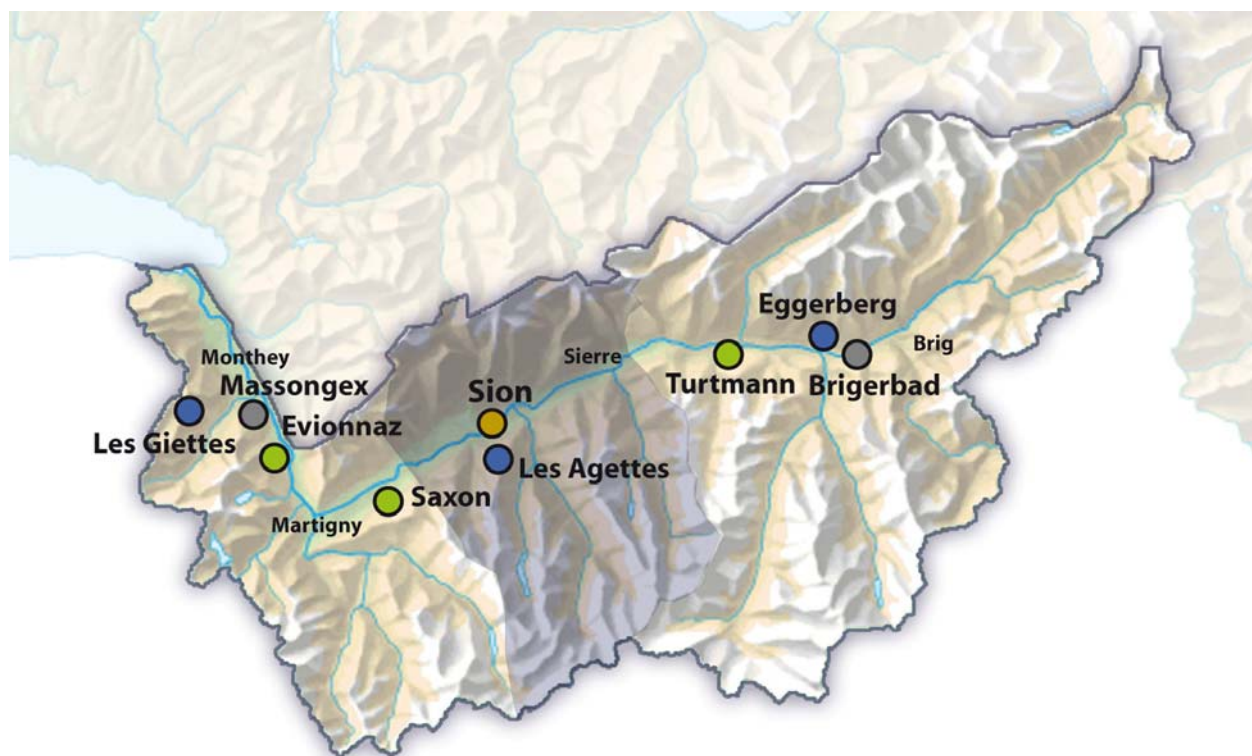 Eggerberg
Monthey
Sierre
Brig
Massongex
Turtmann
Brigerbad
Sion
Evionnaz
Les Giettes
Les Agettes
Saxon
Martigny